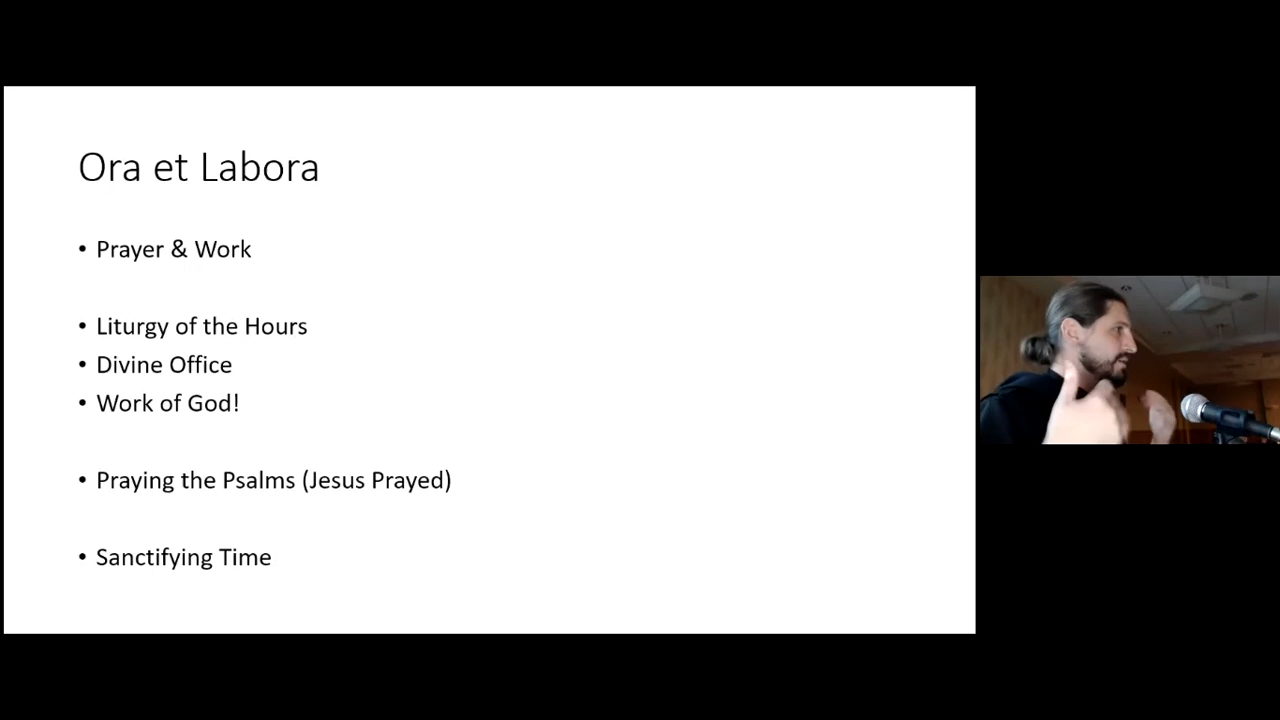 Ora et Labora
• Prayer & Work
• Liturgy of the Hours
• Divine Office
• Work of God!
• Praying the Psalms (Jesus Prayed)
• Sanctifying Time